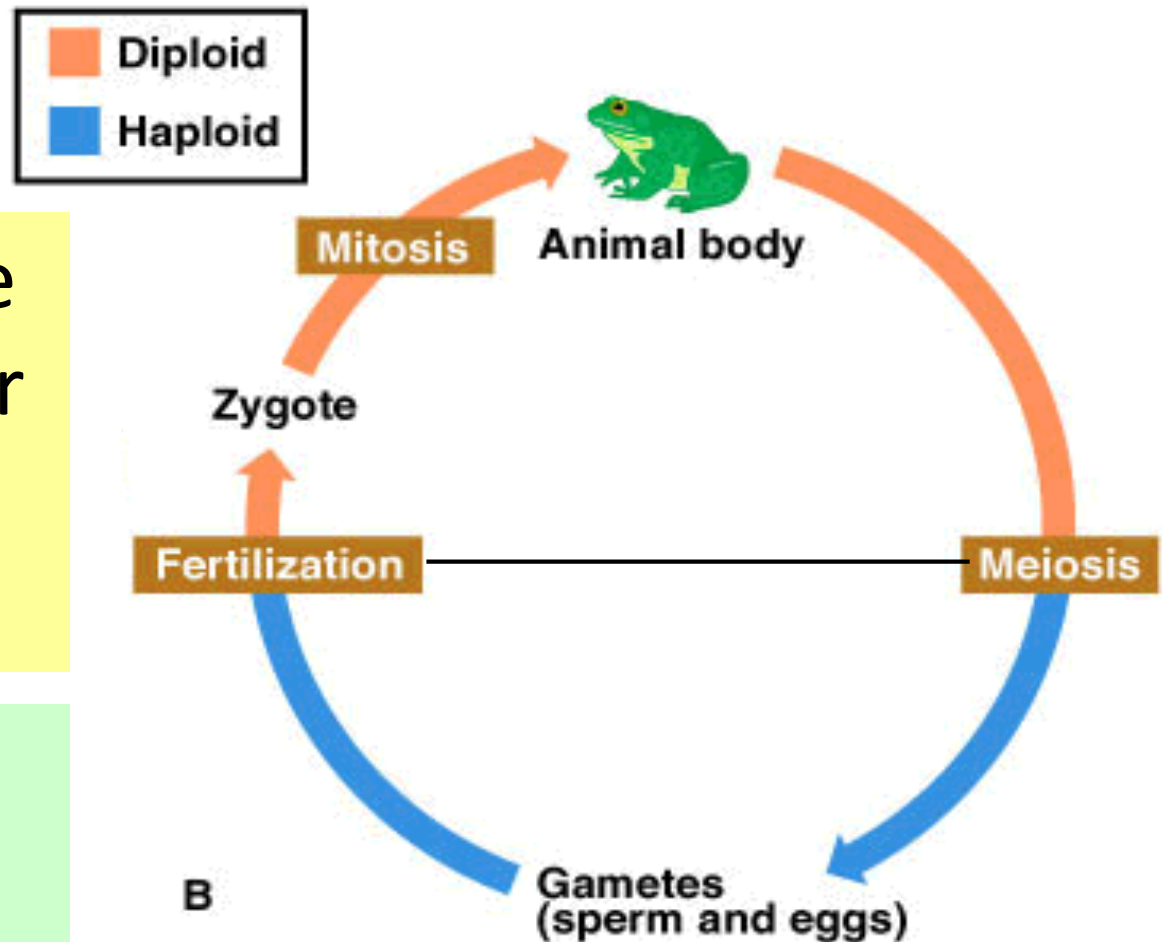 Diploid
Haploid
Mitosis
Animal body
Zygote
Fertilization
Meiosis
Gametes
(sperm and eggs)
B
e
r